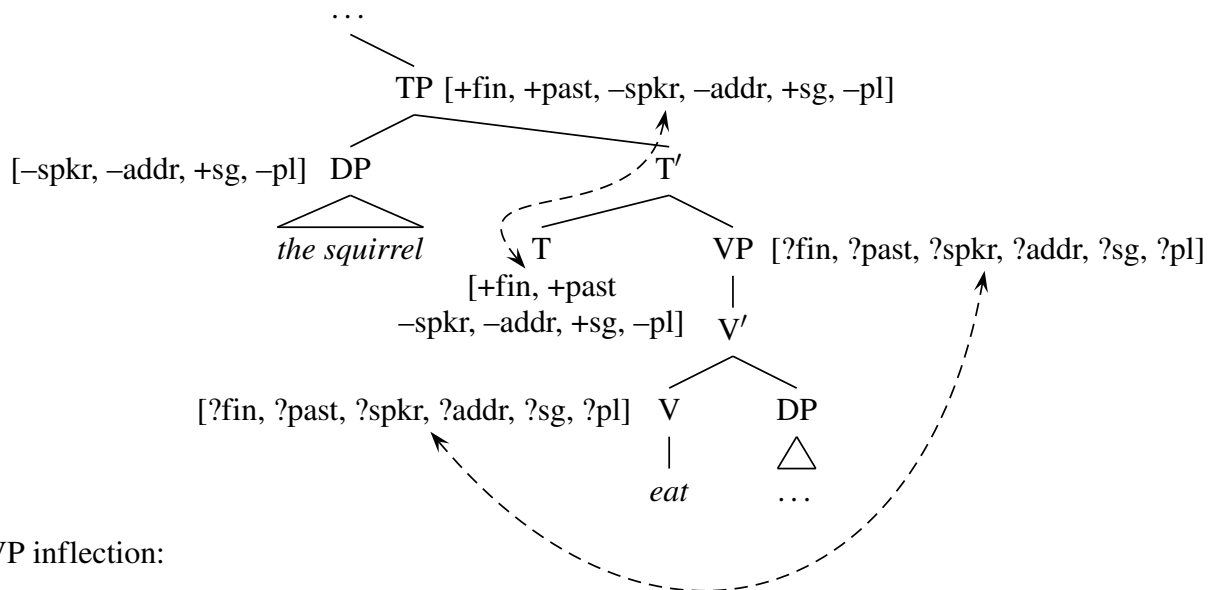 ...
TP [+fin, +past, –spkr, –addr, +sg, –pl]
[–spkr, –addr, +sg, –pl] DP T′
the squirrel T VP [?fin, ?past, ?spkr, ?addr, ?sg, ?pl]
[+fin, +past
–spkr, –addr, +sg, –pl] V′
[?fin, ?past, ?spkr, ?addr, ?sg, ?pl] V DP
eat ...
VP inflection: